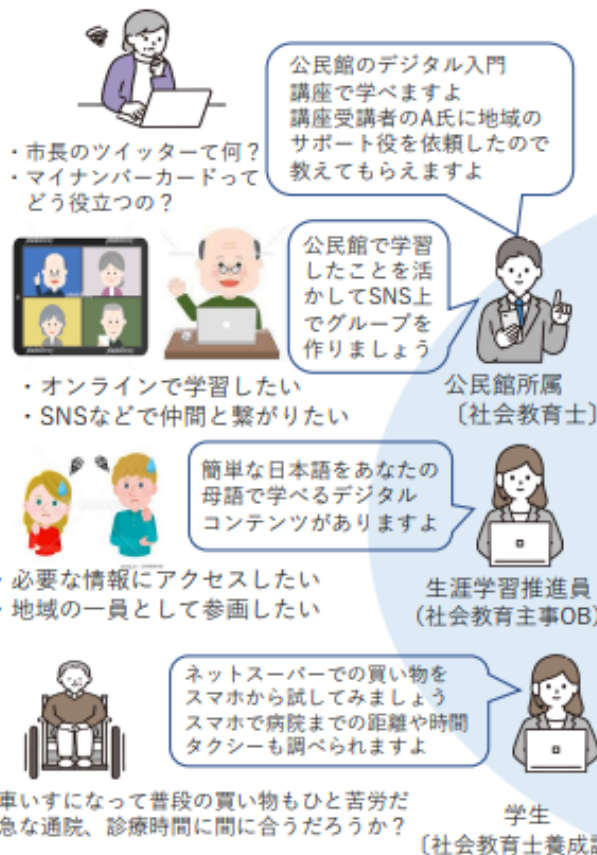 公民館のデジタル入門
講座で学べますよ
講座受講者のA氏に地域の
サポート役を依頼したので
教えてもらえますよ
・市長のツイッターて何？
・マイナンバーカードって
どう役立つの？
公民館で学習
したことを活
かしてSNS上
でグループを
作りましょう
・オンラインで学習したい
・SNSなどで仲間と繋がりたい
公民館所属
〔社会教育士〕
簡単な日本語をあなたの
母語で学べるデジタル
コンテンツがありますよ
・必要な情報にアクセスしたい
・地域の一員として参画したい
生涯学習推進員
(社会教育主事OB)
ネットスーパーでの買い物を
スマホから試してみましょう
スマホで病院までの距離や時間
タクシーも調べられますよ
車いすになって普段の買い物もひと苦労だ
急な通院、診療時間に間に合うだろうか？
学生
〔社会教育士養成